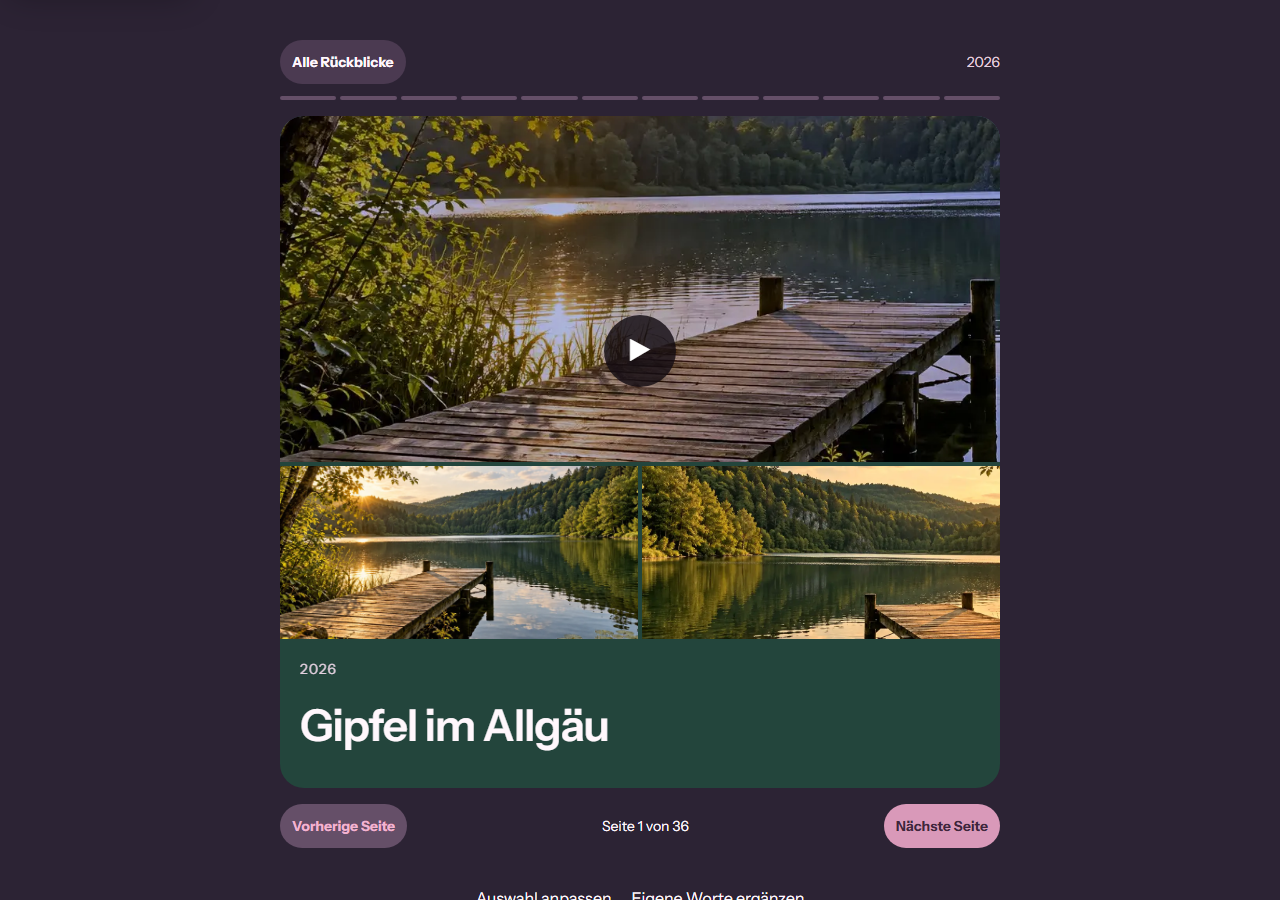 Alle Rückblicke
2026
2026
Gipfel im Allgäu
Vorherige Seite
Seite 1 von 36
Nächste Seite
Auswahl anpassen
Eigene Worte ergänzen